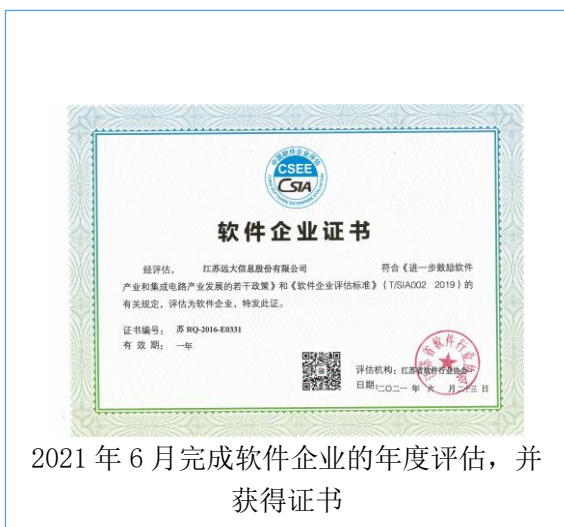 CSEE
CSIA
软件企业证书
经评估， 江苏远大信息股份有限公司 符合《进一步鼓励软件
产业和集成电路产业发展的若干政策》和《软件企业评估标准》（T/SIA002 2019）的
有关规定，评估为软件企业，特发此证。
证书编号： 苏 RQ-2016-E0331
有 效 期： 一年
评估机构：江苏省软件行业协会
日期:二〇二一 年 六 月二十三 日
2021 年 6 月完成软件企业的年度评估，并
获得证书